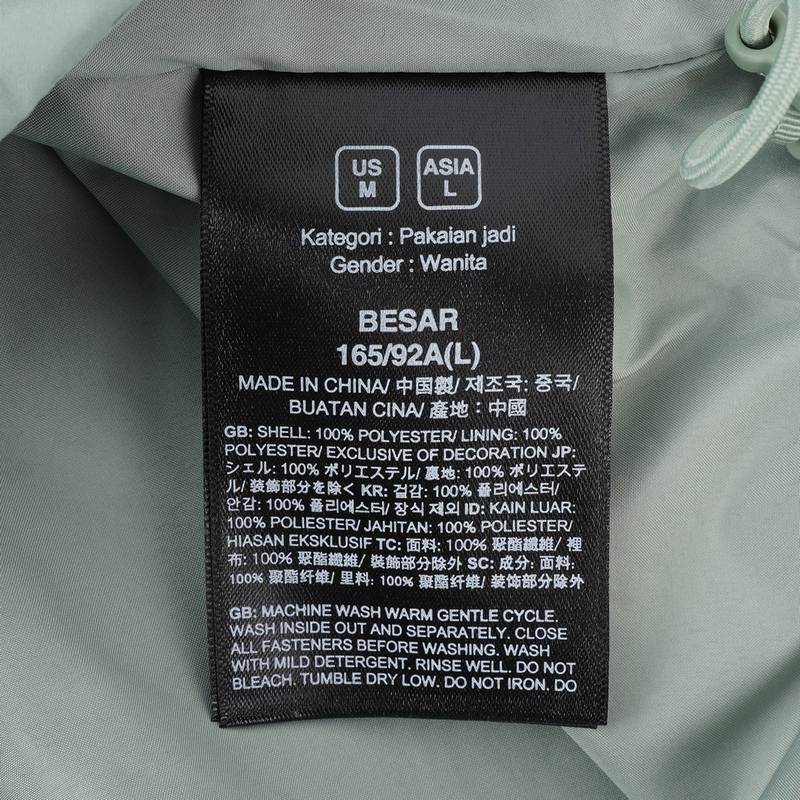 US
M
ASIA
L
Kategori : Pakaian jadi
Gender : Wanita
BESAR
165/92A(L)
MADE IN CHINA/ 中国製/ 제조국: 중국/
BUATAN CINA/ 產地：中國
GB: SHELL: 100% POLYESTER/ LINING: 100%
POLYESTER/ EXCLUSIVE OF DECORATION JP:
シェル: 100% ポリエステル/ 裏地: 100% ポリエステ
ル/ 装飾部分を除く KR: 겉감: 100% 폴리에스터/
안감: 100% 폴리에스터/ 장식 제외 ID: KAIN LUAR:
100% POLIESTER/ JAHITAN: 100% POLIESTER/
HIASAN EKSKLUSIF TC: 面料: 100% 聚酯纖維/ 裡
布: 100% 聚酯纖維/ 裝飾部分除外 SC: 成分: 面料:
100% 聚酯纤维/ 里料: 100% 聚酯纤维/ 装饰部分除外
GB: MACHINE WASH WARM GENTLE CYCLE.
WASH INSIDE OUT AND SEPARATELY. CLOSE
ALL FASTENERS BEFORE WASHING. WASH
WITH MILD DETERGENT. RINSE WELL. DO NOT
BLEACH. TUMBLE DRY LOW. DO NOT IRON. DO